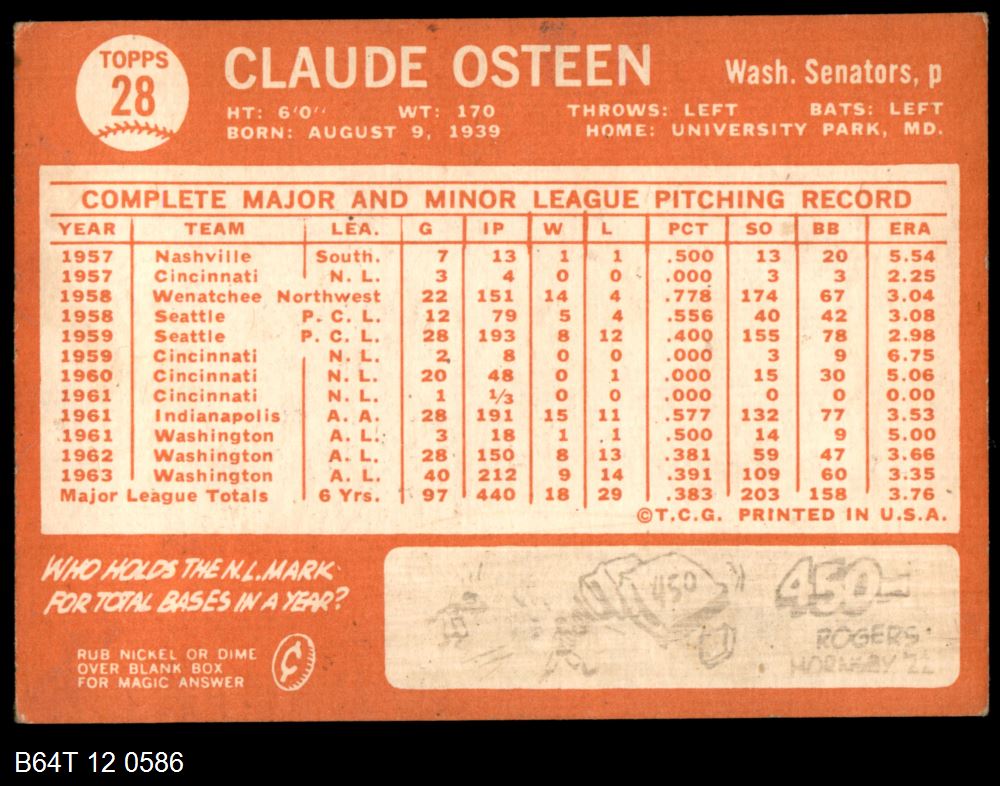 TOPPS
28
CLAUDE OSTEEN
Wash. Senators, p
HT: 6'0" WT: 170 THROWS: LEFT BATS: LEFT
BORN: AUGUST 9, 1939 HOME: UNIVERSITY PARK, MD.
COMPLETE MAJOR AND MINOR LEAGUE PITCHING RECORD
YEAR TEAM LEA. G IP W L PCT SO BB ERA
1957 Nashville South. 7 13 1 1 .500 13 20 5.54
1957 Cincinnati N. L. 3 4 0 0 .000 3 3 2.25
1958 Wenatchee Northwest 22 151 14 4 .778 174 67 3.04
1958 Seattle P. C. L. 12 79 5 4 .556 40 42 3.08
1959 Seattle P. C. L. 28 193 8 12 .400 155 78 2.98
1959 Cincinnati N. L. 2 8 0 0 .000 3 9 6.75
1960 Cincinnati N. L. 20 48 0 1 .000 15 30 5.06
1961 Cincinnati N. L. 1 1/3 0 0 .000 0 0 0.00
1961 Indianapolis A. A. 28 191 15 11 .577 132 77 3.53
1961 Washington A. L. 3 18 1 1 .500 14 9 5.00
1962 Washington A. L. 28 150 8 13 .381 59 47 3.66
1963 Washington A. L. 40 212 9 14 .391 109 60 3.35
Major League Totals 6 Yrs. 97 440 18 29 .383 203 158 3.76
©T.C.G. PRINTED IN U.S.A.
WHO HOLDS THE N.L. MARK
FOR TOTAL BASES IN A YEAR?
RUB NICKEL OR DIME
OVER BLANK BOX
FOR MAGIC ANSWER
¢
450
450—
ROGERS
HORNSBY '22
B64T 12 0586